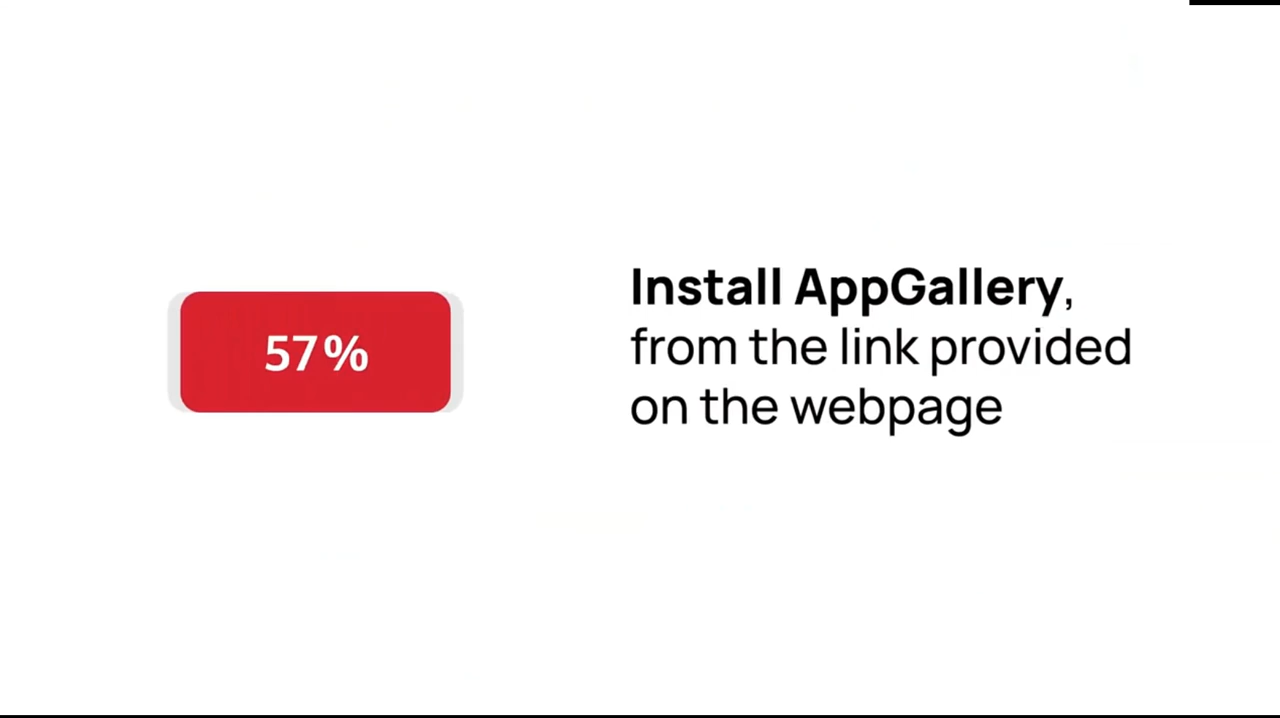 57%
Install AppGallery,
from the link provided
on the webpage